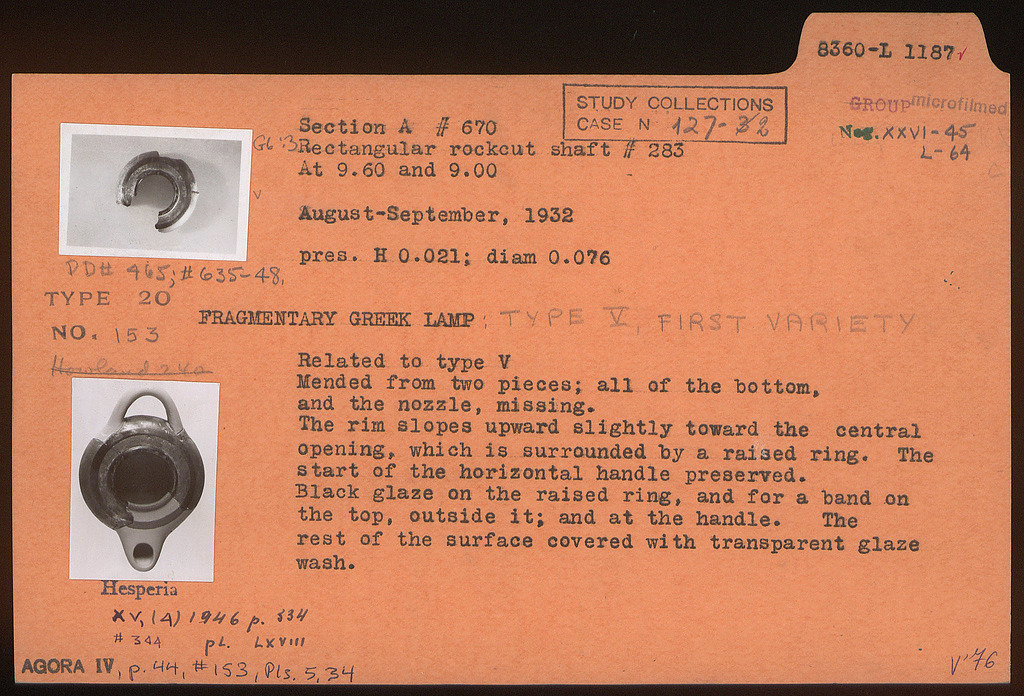 8360-L 1187 v
GROUP microfilmed
Neg. XXVI-45
L-64
STUDY COLLECTIONS
CASE N 127-32
G6:3
Section A # 670
Rectangular rockcut shaft # 283
At 9.60 and 9.00
v
August-September, 1932
pres. H 0.021; diam 0.076
PD# 465; #635-48,
TYPE 20
NO. 153
Howland 24a
FRAGMENTARY GREEK LAMP: TYPE V, FIRST VARIETY
Related to type V
Mended from two pieces; all of the bottom,
and the nozzle, missing.
The rim slopes upward slightly toward the central
opening, which is surrounded by a raised ring. The
start of the horizontal handle preserved.
Black glaze on the raised ring, and for a band on
the top, outside it; and at the handle. The
rest of the surface covered with transparent glaze
wash.
Hesperia
XV, (4) 1946 p. 334
# 344 pL. LXVIII
AGORA IV, p. 44, #153, Pls. 5, 34
V'76